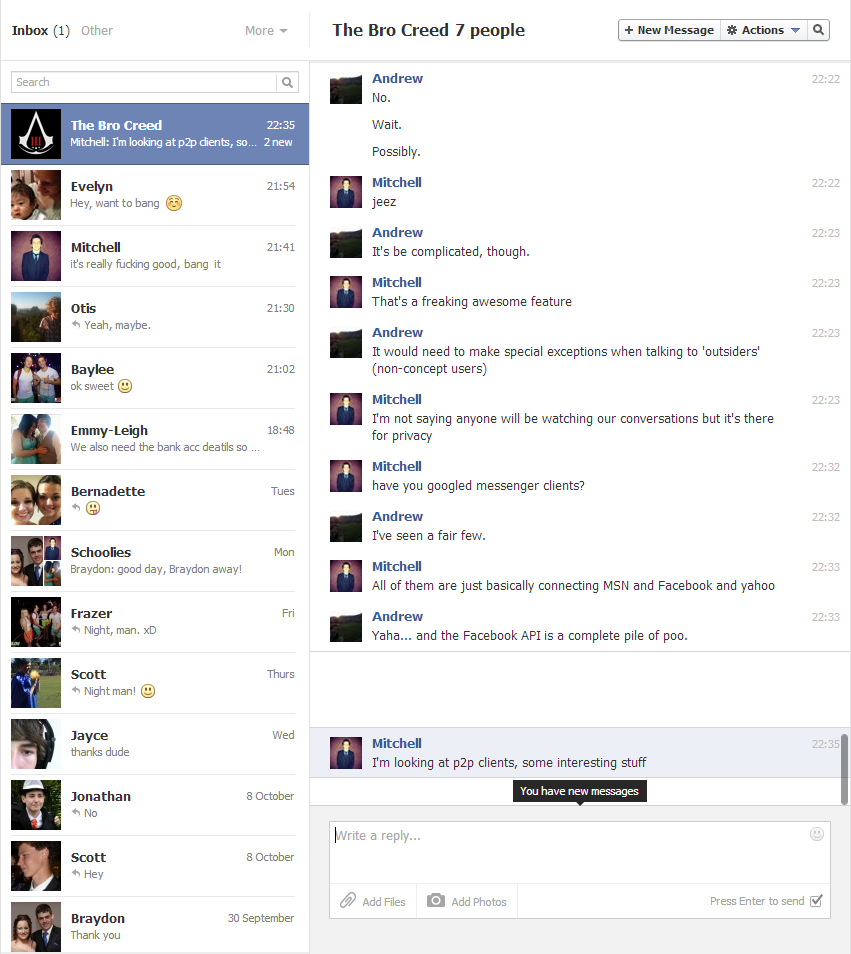 Inbox (1) Other More
Search
The Bro Creed 22:35
Mitchell: I'm looking at p2p clients, so... 2 new
Evelyn 21:54
Hey, want to bang
Mitchell 21:41
it's really fucking good, bang it
Otis 21:30
Yeah, maybe.
Baylee 21:02
ok sweet
Emmy-Leigh 18:48
We also need the bank acc deatils so ...
Bernadette Tues
Schoolies Mon
Braydon: good day, Braydon away!
Frazer Fri
Night, man. xD
Scott Thurs
Night man!
Jayce Wed
thanks dude
Jonathan 8 October
No
Scott 8 October
Hey
Braydon 30 September
Thank you
The Bro Creed 7 people
+ New Message Actions
Andrew 22:22
No.
Wait.
Possibly.
Mitchell 22:22
jeez
Andrew 22:23
It's be complicated, though.
Mitchell 22:23
That's a freaking awesome feature
Andrew 22:23
It would need to make special exceptions when talking to 'outsiders'
(non-concept users)
Mitchell 22:23
I'm not saying anyone will be watching our conversations but it's there
for privacy
Mitchell 22:32
have you googled messenger clients?
Andrew 22:32
I've seen a fair few.
Mitchell 22:33
All of them are just basically connecting MSN and Facebook and yahoo
Andrew 22:33
Yaha... and the Facebook API is a complete pile of poo.
Mitchell 22:35
I'm looking at p2p clients, some interesting stuff
You have new messages
Write a reply...
Add Files Add Photos Press Enter to send